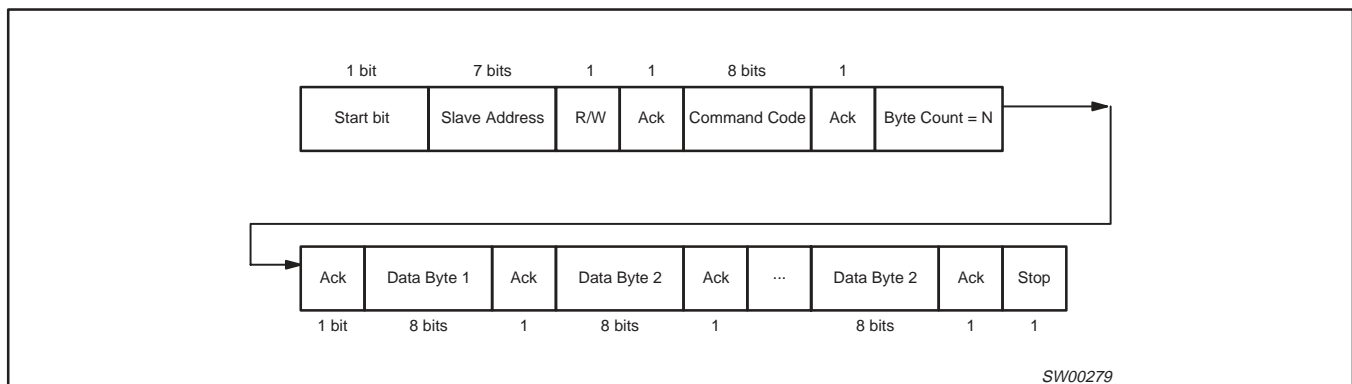 1 bit 7 bits 1 1 8 bits 1
Start bit Slave Address R/W Ack Command Code Ack Byte Count = N
Ack Data Byte 1 Ack Data Byte 2 Ack ... Data Byte 2 Ack Stop
1 bit 8 bits 1 8 bits 1 8 bits 1 1
SW00279